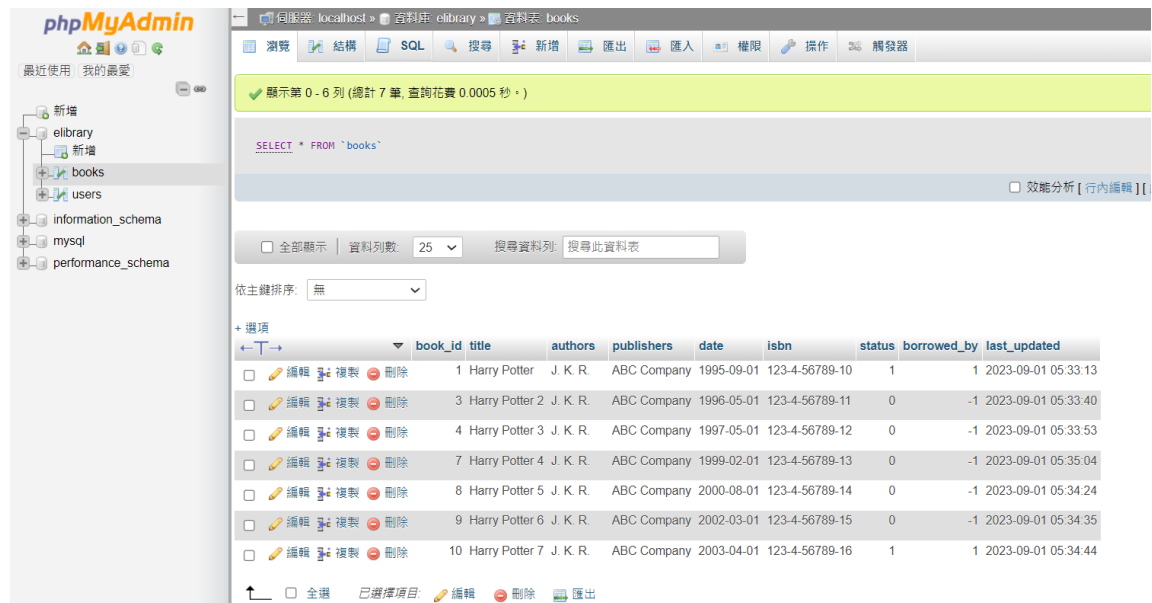 phpMyAdmin
最近使用 我的最愛
新增
elibrary
新增
books
users
information_schema
mysql
performance_schema
伺服器: localhost » 資料庫: elibrary » 資料表: books
瀏覽 結構 SQL 搜尋 新增 匯出 匯入 權限 操作 觸發器
顯示第 0 - 6 列 (總計 7 筆, 查詢花費 0.0005 秒。)
SELECT * FROM `books`
效能分析 [ 行內編輯 ] [
全部顯示 | 資料列數: 25 搜尋資料列: 搜尋此資料表
依主鍵排序: 無
+ 選項
←T→ book_id title authors publishers date isbn status borrowed_by last_updated
編輯 複製 刪除 1 Harry Potter J. K. R. ABC Company 1995-09-01 123-4-56789-10 1 1 2023-09-01 05:33:13
編輯 複製 刪除 3 Harry Potter 2 J. K. R. ABC Company 1996-05-01 123-4-56789-11 0 -1 2023-09-01 05:33:40
編輯 複製 刪除 4 Harry Potter 3 J. K. R. ABC Company 1997-05-01 123-4-56789-12 0 -1 2023-09-01 05:33:53
編輯 複製 刪除 7 Harry Potter 4 J. K. R. ABC Company 1999-02-01 123-4-56789-13 0 -1 2023-09-01 05:35:04
編輯 複製 刪除 8 Harry Potter 5 J. K. R. ABC Company 2000-08-01 123-4-56789-14 0 -1 2023-09-01 05:34:24
編輯 複製 刪除 9 Harry Potter 6 J. K. R. ABC Company 2002-03-01 123-4-56789-15 0 -1 2023-09-01 05:34:35
編輯 複製 刪除 10 Harry Potter 7 J. K. R. ABC Company 2003-04-01 123-4-56789-16 1 1 2023-09-01 05:34:44
全選 已選擇項目: 編輯 刪除 匯出